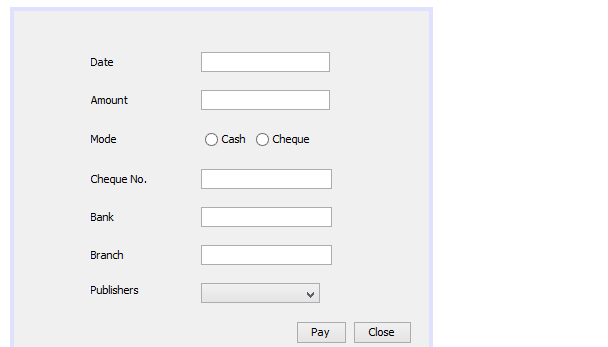 Date
Amount
Mode Cash Cheque
Cheque No.
Bank
Branch
Publishers
Pay Close